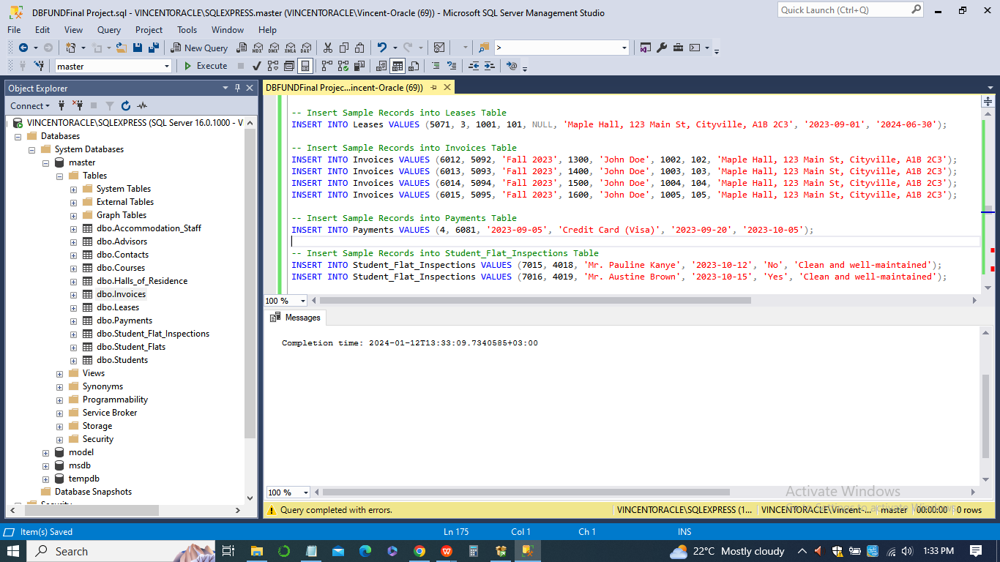 DBFUNDFinal Project.sql - VINCENTORACLE\SQLEXPRESS.master (VINCENTORACLE\Vincent-Oracle (69)) - Microsoft SQL Server Management Studio
Quick Launch (Ctrl+Q)
File Edit View Query Project Tools Window Help
New Query
MDX DMX XMLA DAX
>
master
Execute
Object Explorer
DBFUNDFinal Projec...incent-Oracle (69))
Connect
VINCENTORACLE\SQLEXPRESS (SQL Server 16.0.1000 - V
Databases
System Databases
master
Tables
System Tables
External Tables
Graph Tables
dbo.Accommodation_Staff
dbo.Advisors
dbo.Contacts
dbo.Courses
dbo.Halls_of_Residence
dbo.Invoices
dbo.Leases
dbo.Payments
dbo.Student_Flat_Inspections
dbo.Student_Flats
dbo.Students
Views
Synonyms
Programmability
Service Broker
Storage
Security
model
msdb
tempdb
Database Snapshots
Security
-- Insert Sample Records into Leases Table
INSERT INTO Leases VALUES (5071, 3, 1001, 101, NULL, 'Maple Hall, 123 Main St, Cityville, A1B 2C3', '2023-09-01', '2024-06-30');
-- Insert Sample Records into Invoices Table
INSERT INTO Invoices VALUES (6012, 5092, 'Fall 2023', 1300, 'John Doe', 1002, 102, 'Maple Hall, 123 Main St, Cityville, A1B 2C3');
INSERT INTO Invoices VALUES (6013, 5093, 'Fall 2023', 1400, 'John Doe', 1003, 103, 'Maple Hall, 123 Main St, Cityville, A1B 2C3');
INSERT INTO Invoices VALUES (6014, 5094, 'Fall 2023', 1500, 'John Doe', 1004, 104, 'Maple Hall, 123 Main St, Cityville, A1B 2C3');
INSERT INTO Invoices VALUES (6015, 5095, 'Fall 2023', 1600, 'John Doe', 1005, 105, 'Maple Hall, 123 Main St, Cityville, A1B 2C3');
-- Insert Sample Records into Payments Table
INSERT INTO Payments VALUES (4, 6081, '2023-09-05', 'Credit Card (Visa)', '2023-09-20', '2023-10-05');
-- Insert Sample Records into Student_Flat_Inspections Table
INSERT INTO Student_Flat_Inspections VALUES (7015, 4018, 'Mr. Pauline Kanye', '2023-10-12', 'No', 'Clean and well-maintained');
INSERT INTO Student_Flat_Inspections VALUES (7016, 4019, 'Mr. Austine Brown', '2023-10-15', 'Yes', 'Clean and well-maintained');
100 %
Messages
Completion time: 2024-01-12T13:33:09.7340585+03:00
100 %
Activate Windows
Go to Settings to activate Windows.
Query completed with errors.
VINCENTORACLE\SQLEXPRESS (1... VINCENTORACLE\Vincent-... master 00:00:00 0 rows
Item(s) Saved
Ln 175 Col 1 Ch 1 INS
Search
22°C Mostly cloudy
1:33 PM